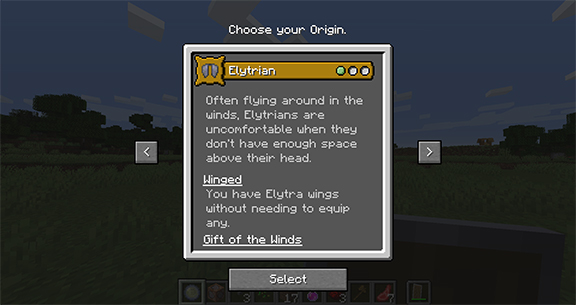 Choose your Origin.
Elytrian
Often flying around in the
winds, Elytrians are
uncomfortable when they
don't have enough space
above their head.
Winged
You have Elytra wings
without needing to equip
any.
Gift of the Winds
<
>
Select
3
17
3
7